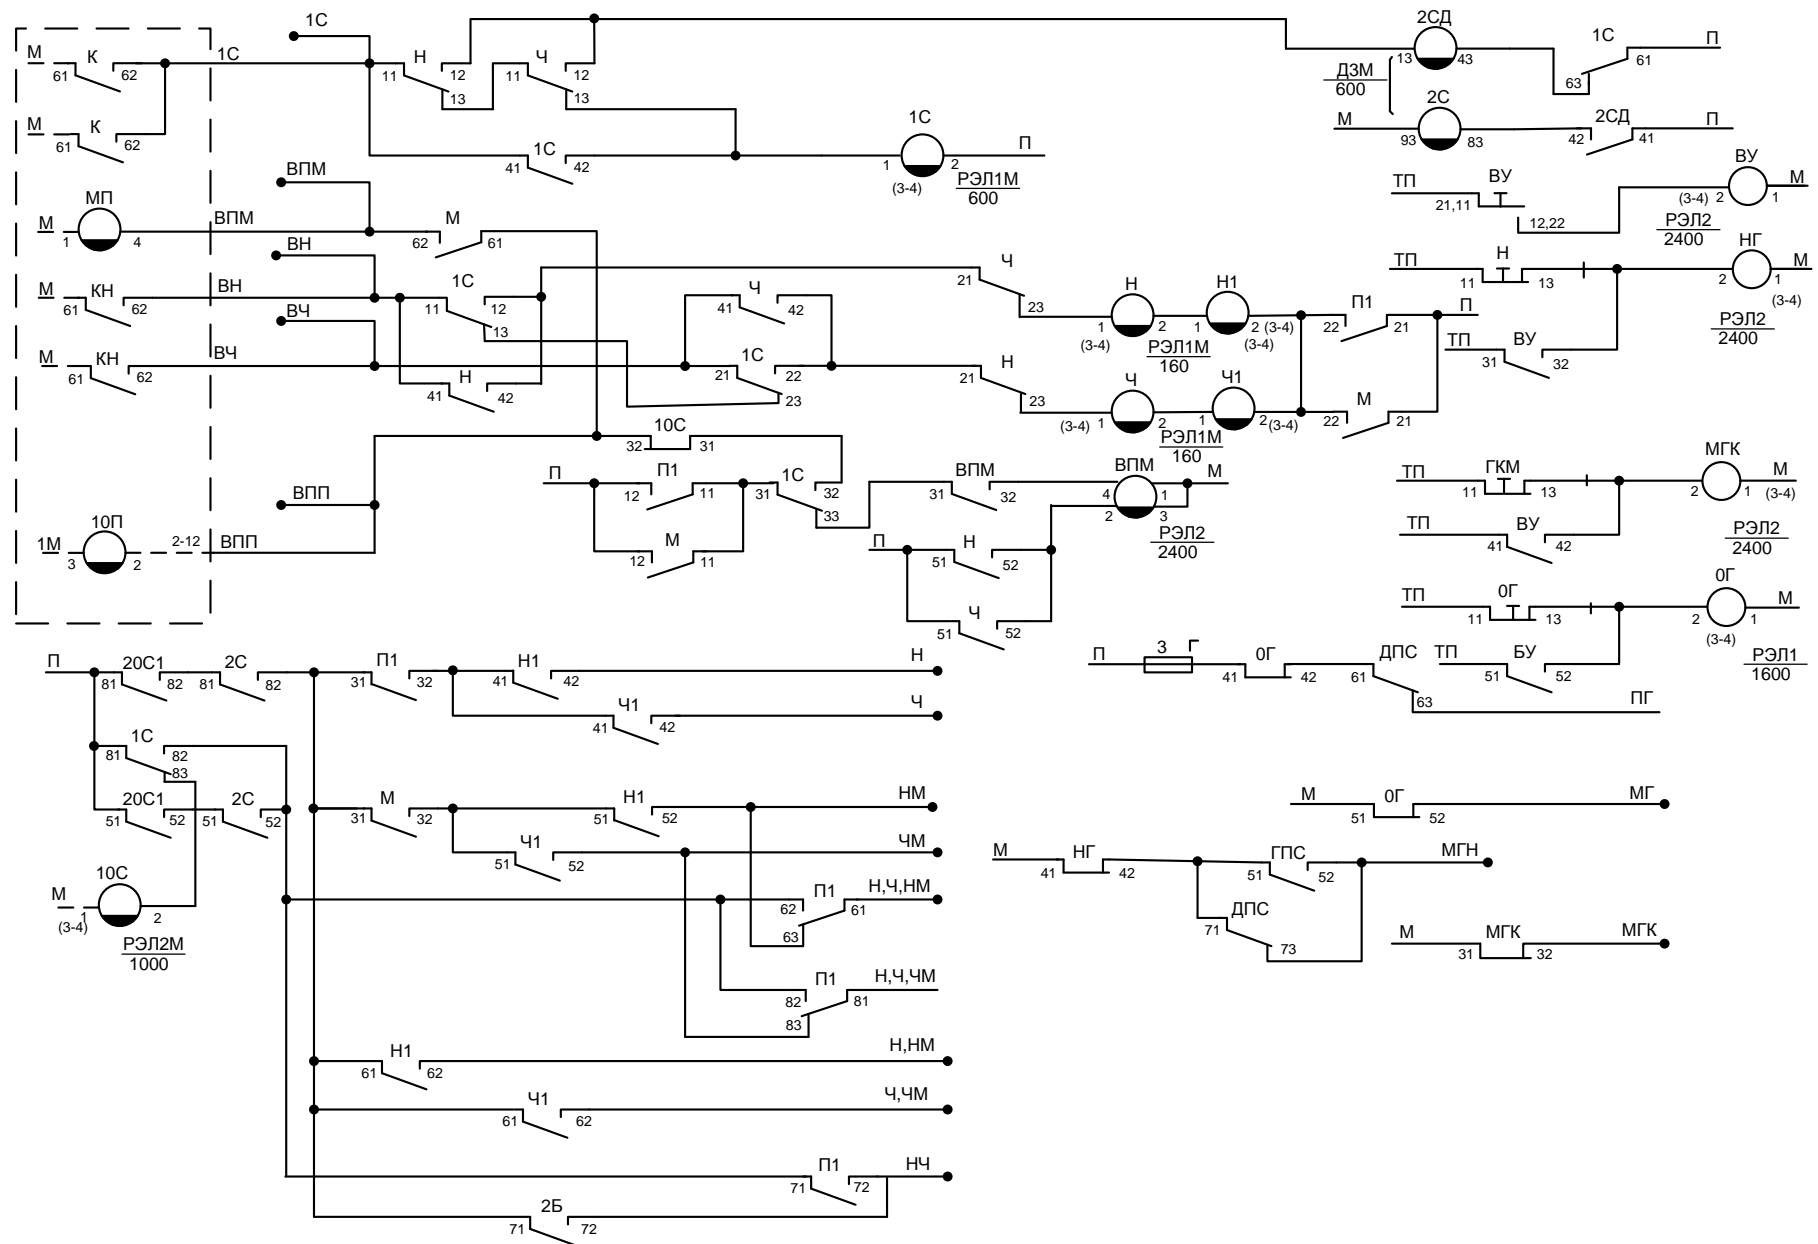 1С
М К 1С
61 62
М К
61 62
Н Ч
11 12 13 11 12 13
1С
41 42
1С
1 2 П
(3-4)
РЭЛ1М
600
2СД
13 43
1С П
63 61
ДЗМ
600
2С
М 93 83
2СД П
42 41
ВПМ
МП
М 1 4 ВПМ
М
62 61
ВН
М КН ВН
61 62
1С
11 12 13
ВЧ
М КН ВЧ
61 62
Н
41 42
Ч
41 42
1С
21 22 23
Ч
21 23
Н
21 23
Н Н1
1 2 1 2 (3-4)
(3-4) (3-4)
РЭЛ1М
160
Ч Ч1
(3-4) 1 2 1 2 (3-4)
РЭЛ1М
160
П1 П
22 21
М
22 21
ТП ВУ
21,11 12,22
ВУ
(3-4) 2 1 М
РЭЛ2
2400
ТП Н
11 13
НГ
2 1 М
(3-4)
РЭЛ2
2400
ТП ВУ
31 32
10С
32 31
ВПП
10П
1М 3 2 2-12 ВПП
П П1
12 11
М
12 11
1С
31 32 33
ВПМ
31 32
ВПМ М
4 1
2 3
РЭЛ2
2400
П Н
51 52
Ч
51 52
ТП ГКМ
11 13
МГК
2 1 М
(3-4)
РЭЛ2
2400
ТП ВУ
41 42
ТП 0Г
11 13
0Г
2 1 М
(3-4)
РЭЛ1
1600
ТП БУ
51 52
П З Г
0Г
41 42
ДПС
61 63
ПГ
П 20С1 2С
81 82 81 82
П1
31 32
Н1 Н
41 42
Ч1 Ч
41 42
1С
81 82
83
20С1 2С
51 52 51 52
М
31 32
Н1 НМ
51 52
Ч1 ЧМ
51 52
10С
М 1 2
(3-4)
РЭЛ2М
1000
П1 Н,Ч,НМ
62 61
63
П1 Н,Ч,ЧМ
82 81
83
Н1 Н,НМ
61 62
Ч1 Ч,ЧМ
61 62
П1 НЧ
71 72
2Б
71 72
М 0Г МГ
51 52
М НГ ГПС МГН
41 42 51 52
ДПС
71 73
М МГК МГК
31 32